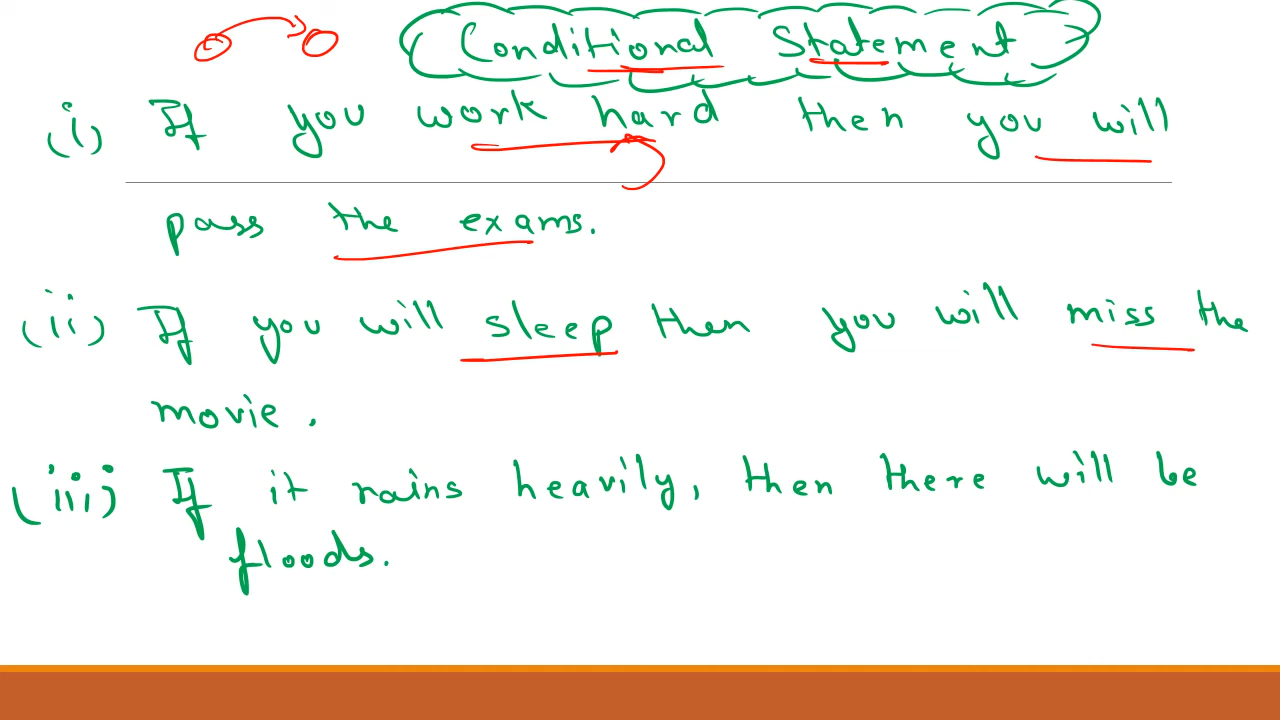 Conditional Statement
(i) If you work hard then you will
pass the exams.
(ii) If you will sleep then you will miss the
movie.
(iii) If it rains heavily, then there will be
floods.